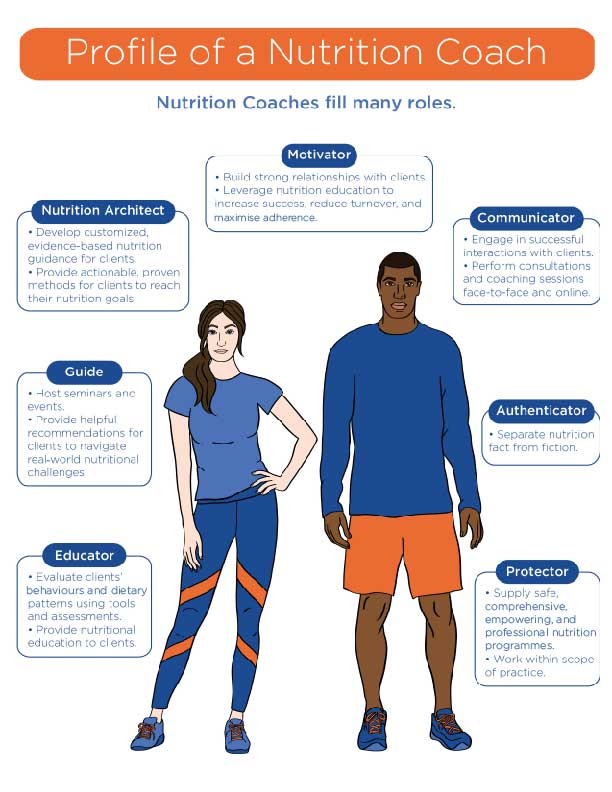 Profile of a Nutrition Coach
Nutrition Coaches fill many roles.
Motivator
• Build strong relationships with clients.
• Leverage nutrition education to
increase success, reduce turnover, and
maximise adherence.
Nutrition Architect
• Develop customized,
evidence-based nutrition
guidance for clients.
• Provide actionable, proven
methods for clients to reach
their nutrition goals.
Communicator
• Engage in successful
interactions with clients.
• Perform consultations
and coaching sessions
face-to-face and online.
Guide
• Host seminars and
events.
• Provide helpful
recommendations for
clients to navigate
real-world nutritional
challenges.
Authenticator
• Separate nutrition
fact from fiction.
Educator
• Evaluate clients'
behaviours and dietary
patterns using tools
and assessments.
• Provide nutritional
education to clients.
Protector
• Supply safe,
comprehensive,
empowering, and
professional nutrition
programmes.
• Work within scope
of practice.